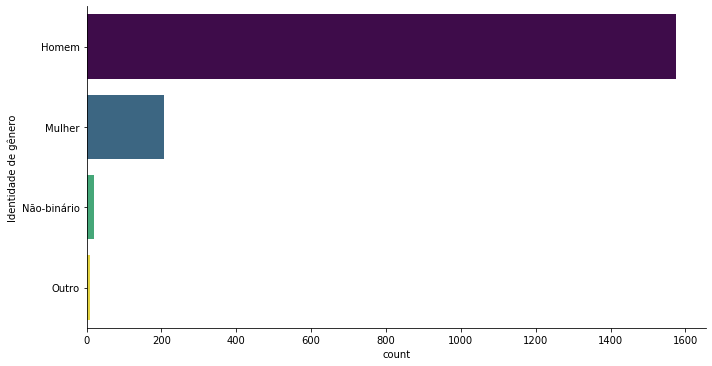 Identidade de gênero
Homem
Mulher
Não-binário
Outro
0 200 400 600 800 1000 1200 1400 1600
count